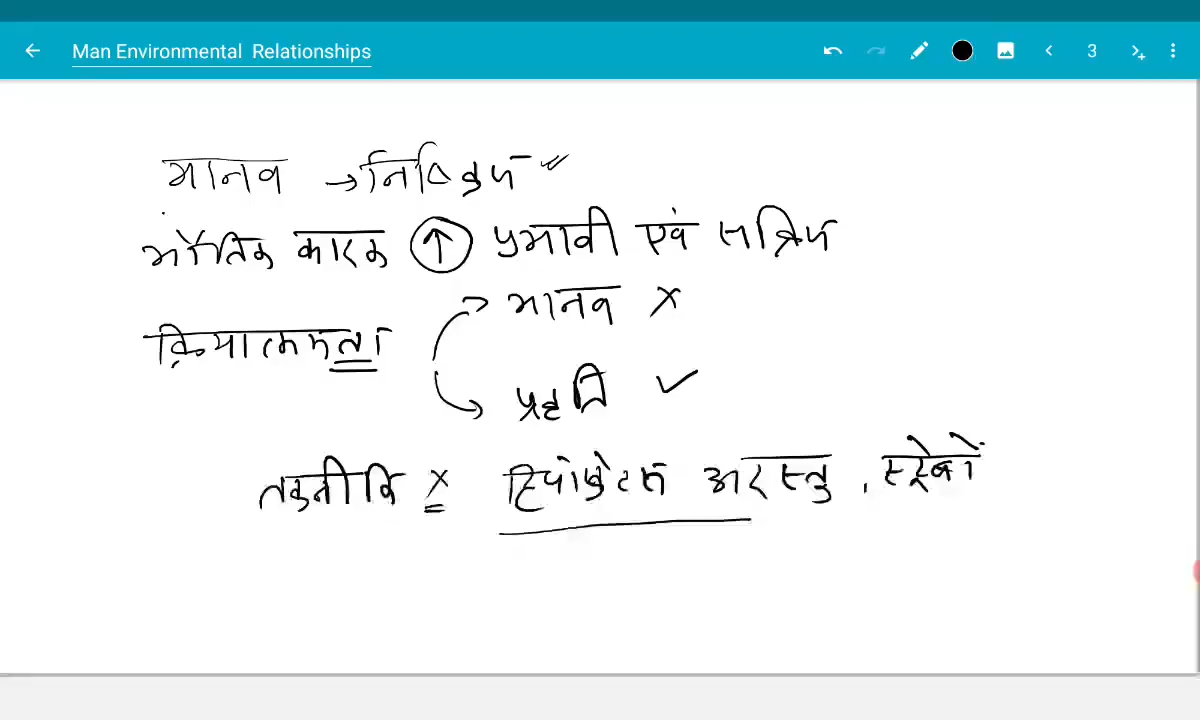 Man Environmental Relationships
3
मानव → निष्क्रिय
भौतिक कारक ↑ प्रभावी एवं सक्रिय
→ मानव ×
क्रियात्मकता
→ प्रकृति ✓
तकनीकि × हिपोक्रेटस अरस्तु, स्ट्रेबो